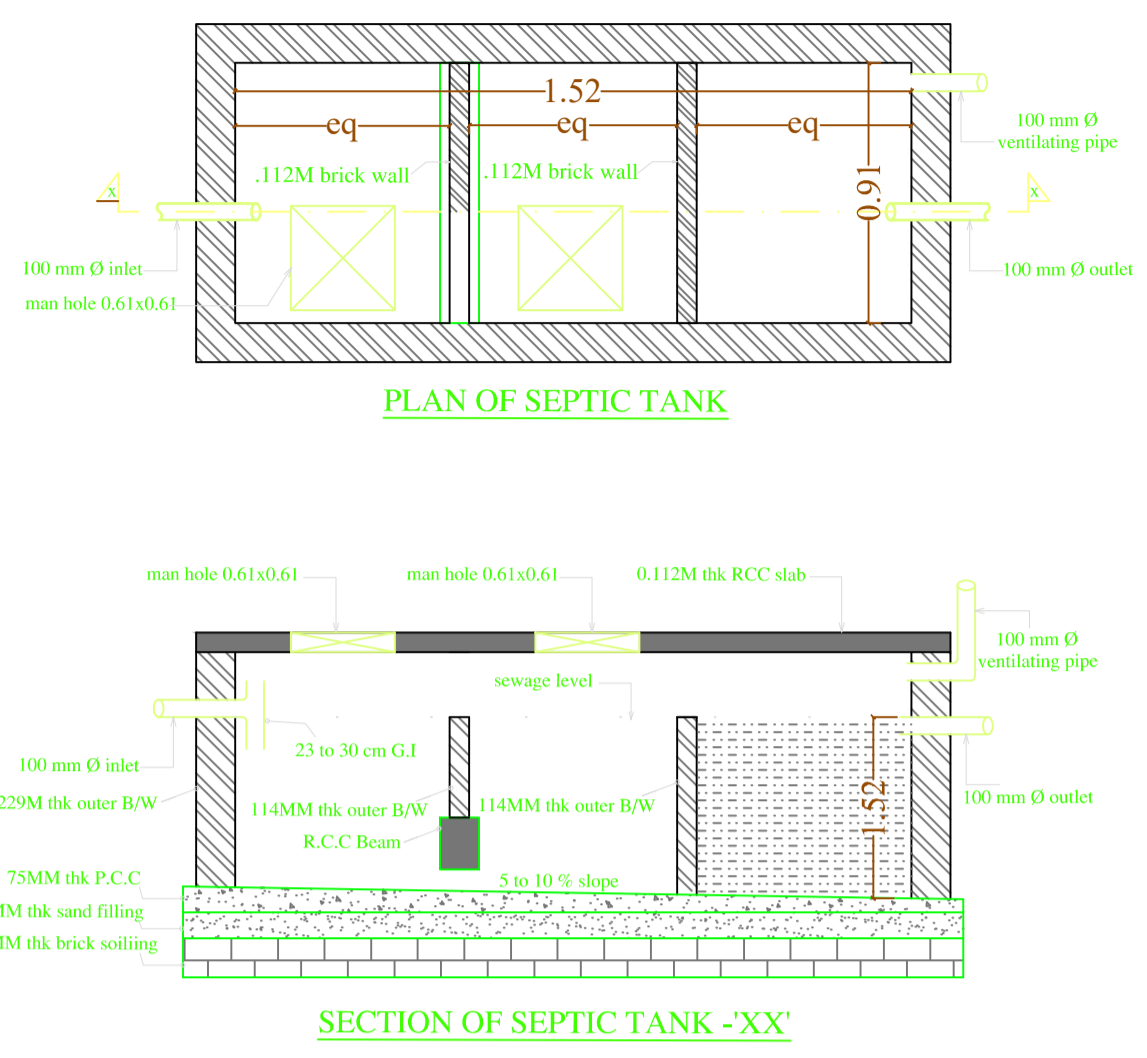 1.52
eq
eq
eq
100 mm Ø
ventilating pipe
.112M brick wall
.112M brick wall
x
x
0.91
100 mm Ø inlet
100 mm Ø outlet
man hole 0.61x0.61
PLAN OF SEPTIC TANK
man hole 0.61x0.61
man hole 0.61x0.61
0.112M thk RCC slab
100 mm Ø
ventilating pipe
sewage level
23 to 30 cm G.I
100 mm Ø inlet
229M thk outer B/W
114MM thk outer B/W
114MM thk outer B/W
1.52
100 mm Ø outlet
R.C.C Beam
75MM thk P.C.C
5 to 10 % slope
thk sand filling
thk brick soiliing
SECTION OF SEPTIC TANK -'XX'